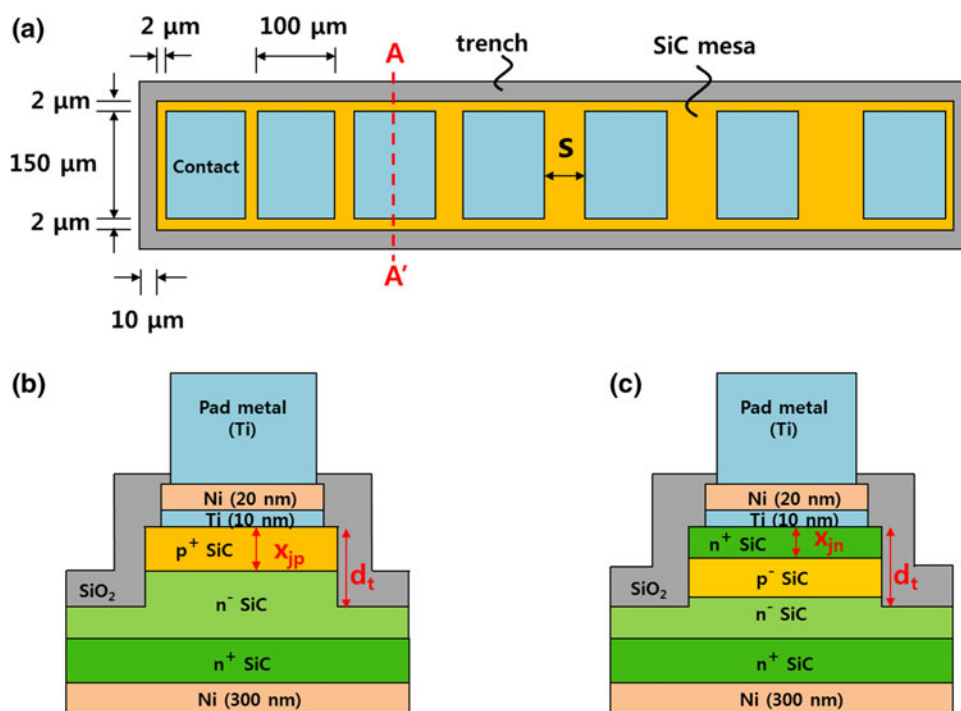 (a)
2 μm
100 μm
A
trench
SiC mesa
2 μm
150 μm
Contact
S
2 μm
A'
10 μm
(b)
Pad metal
(Ti)
Ni (20 nm)
Ti (10 nm)
p+ SiC
xjp
dt
SiO2
n- SiC
n+ SiC
Ni (300 nm)
(c)
Pad metal
(Ti)
Ni (20 nm)
Ti (10 nm)
n+ SiC
xjn
dt
p- SiC
SiO2
n- SiC
n+ SiC
Ni (300 nm)